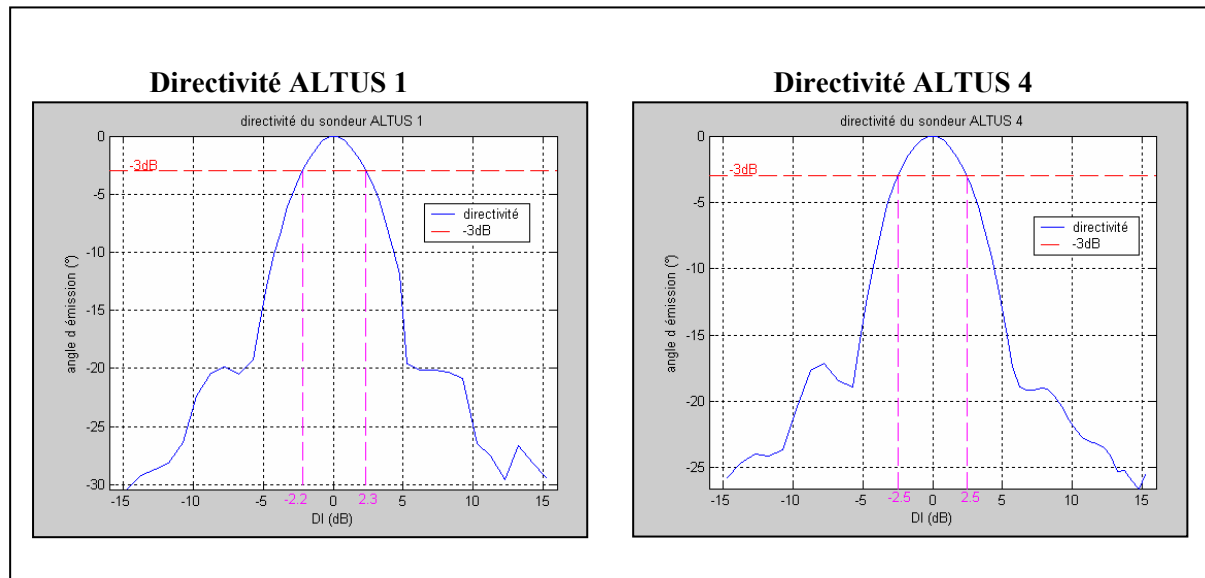 Directivité ALTUS 1
directivité du sondeur ALTUS 1
0
-5
-10
-15
-20
-25
-30
-3dB
directivité
-3dB
angle d émission (°)
-15
-10
-5
0
5
10
15
-2.2
2.3
DI (dB)
Directivité ALTUS 4
directivité du sondeur ALTUS 4
0
-5
-10
-15
-20
-25
-3dB
directivité
-3dB
angle d émission (°)
-15
-10
-5
0
5
10
15
-2.5
2.5
DI (dB)